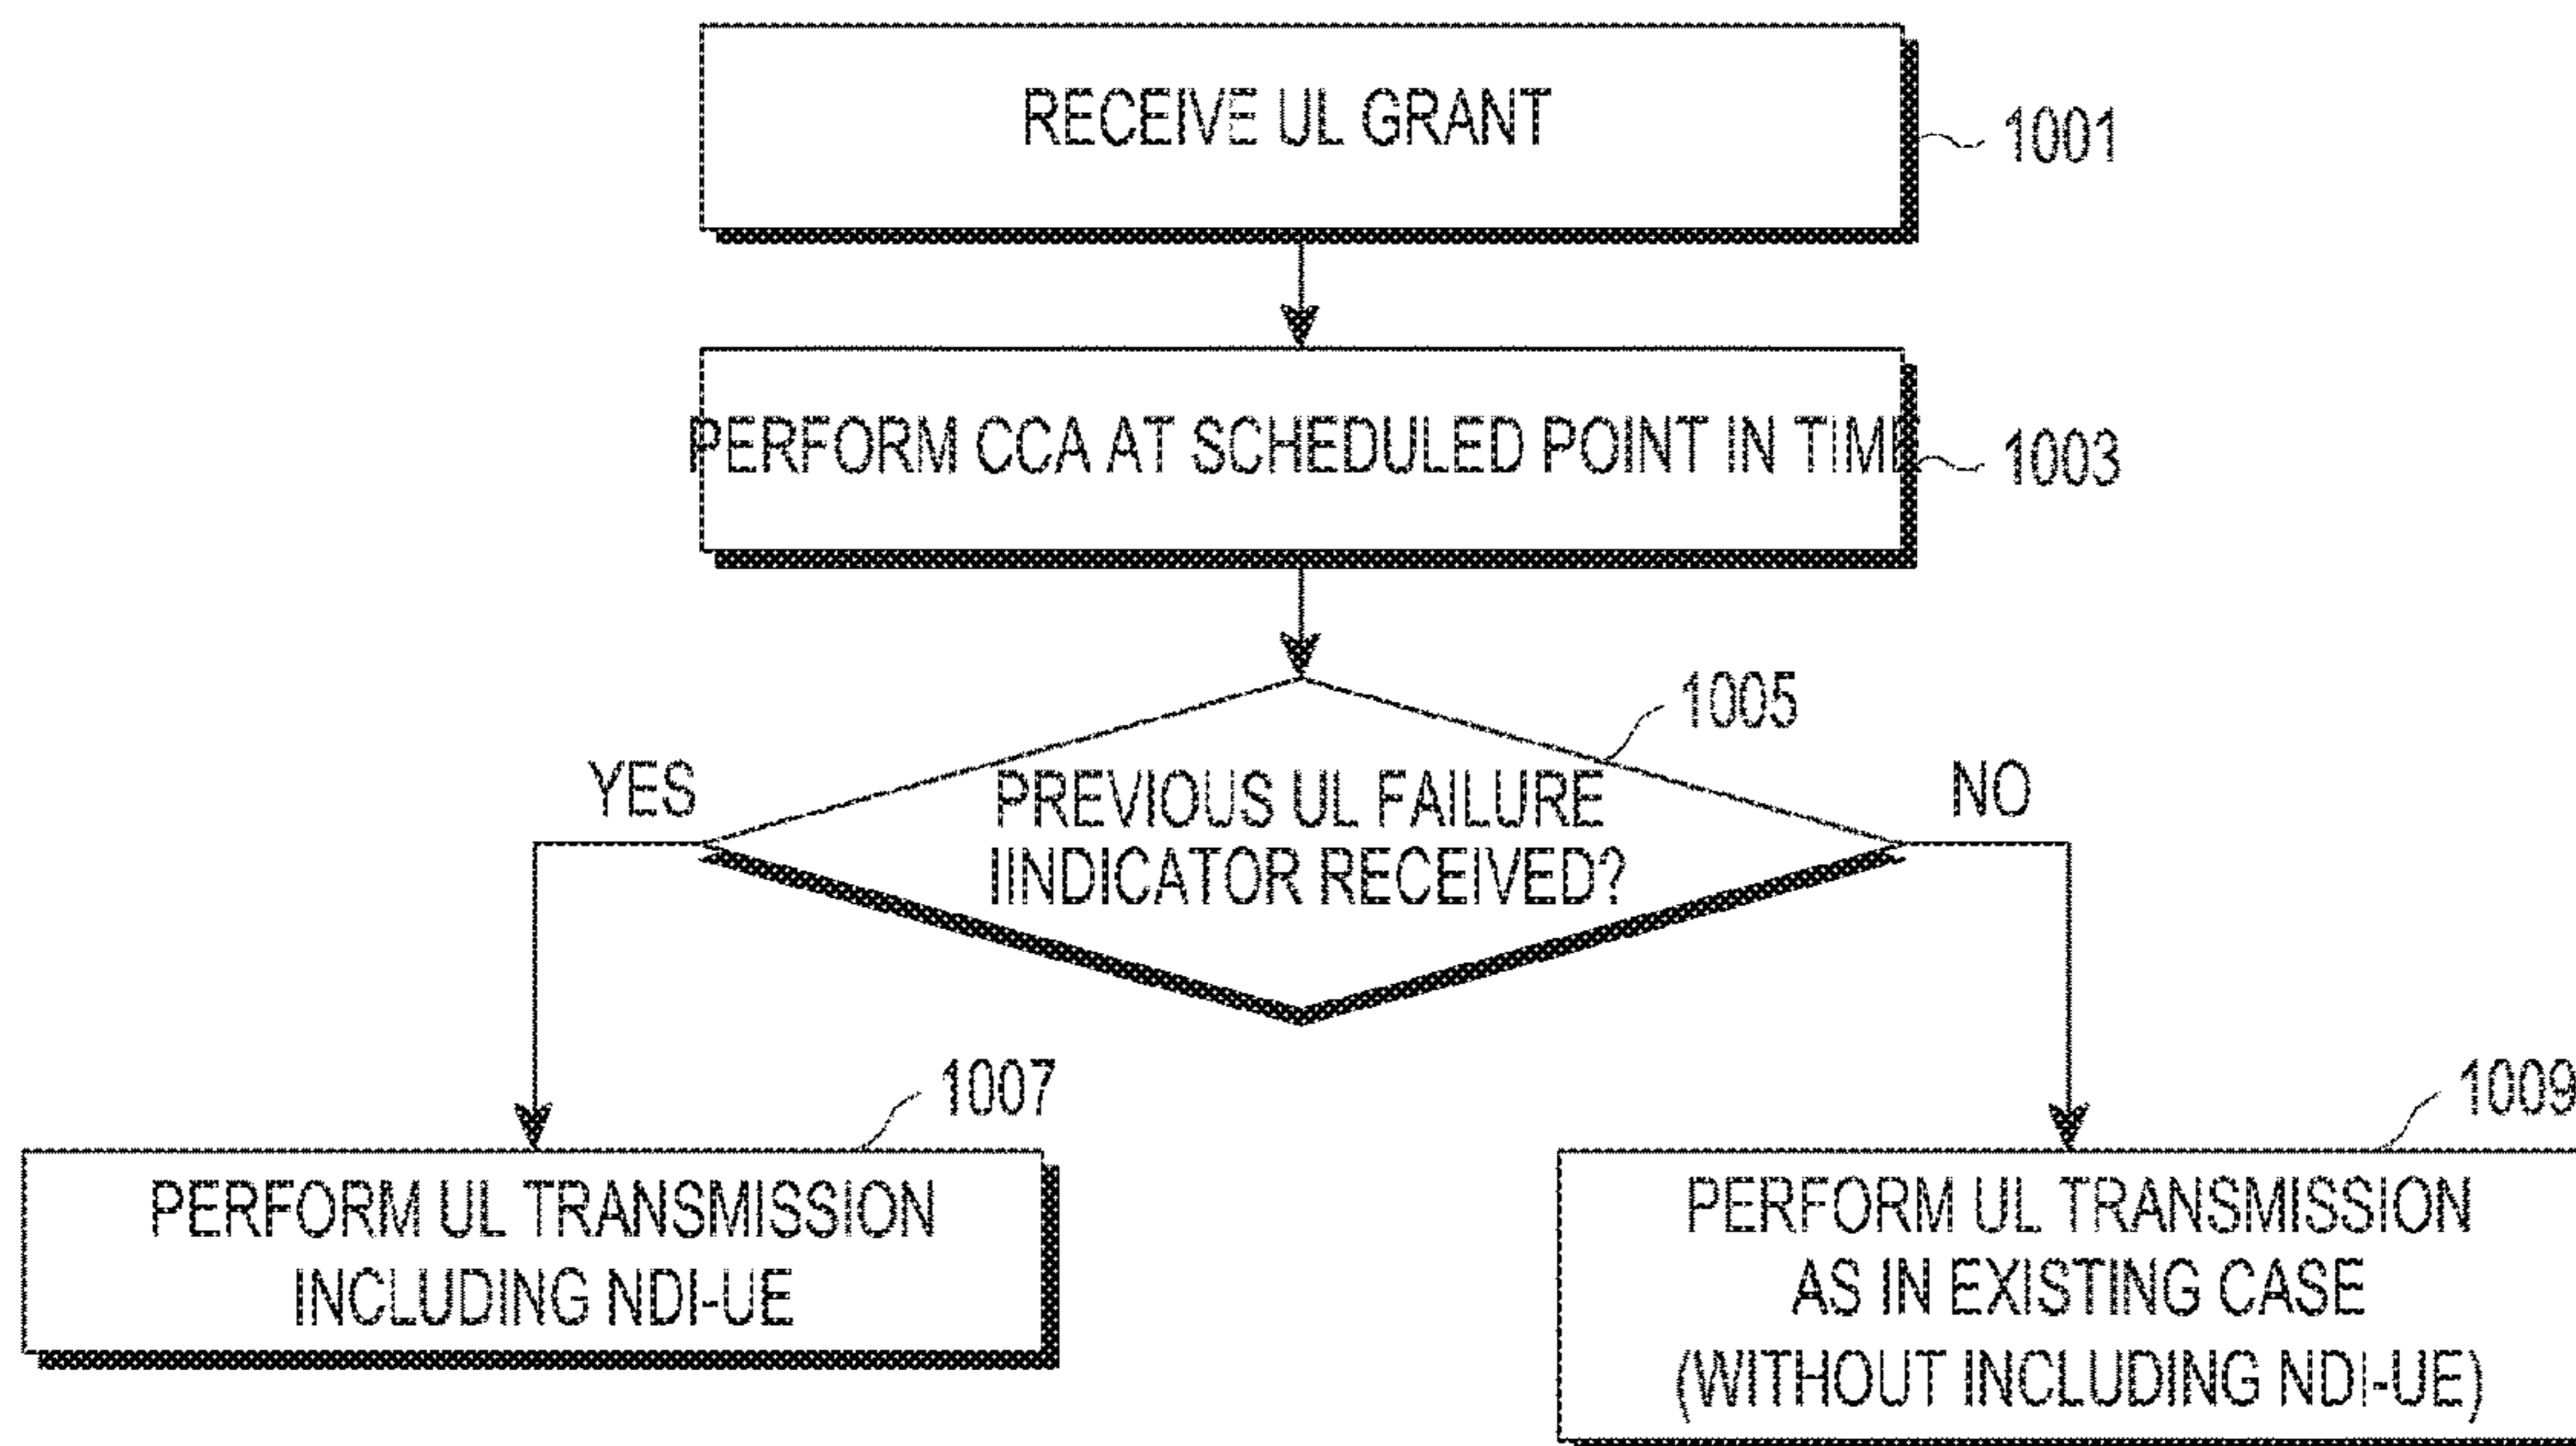 RECEIVE UL GRANT
1001
PERFORM CCA AT SCHEDULED POINT IN TIME
1003
1005
YES
NO
PREVIOUS UL FAILURE
IINDICATOR RECEIVED?
1007
1009
PERFORM UL TRANSMISSION
INCLUDING NDI-UE
PERFORM UL TRANSMISSION
AS IN EXISTING CASE
(WITHOUT INCLUDING NDI-UE)